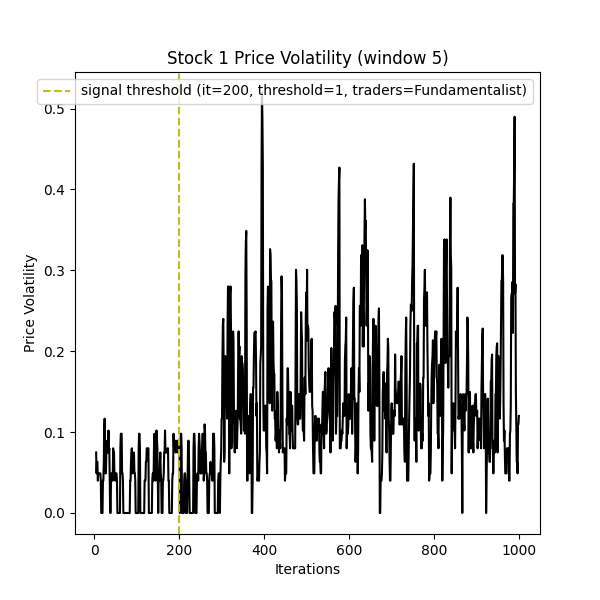 Stock 1 Price Volatility (window 5)
signal threshold (it=200, threshold=1, traders=Fundamentalist)
0.5
0.4
0.3
0.2
0.1
0.0
Price Volatility
0 200 400 600 800 1000
Iterations